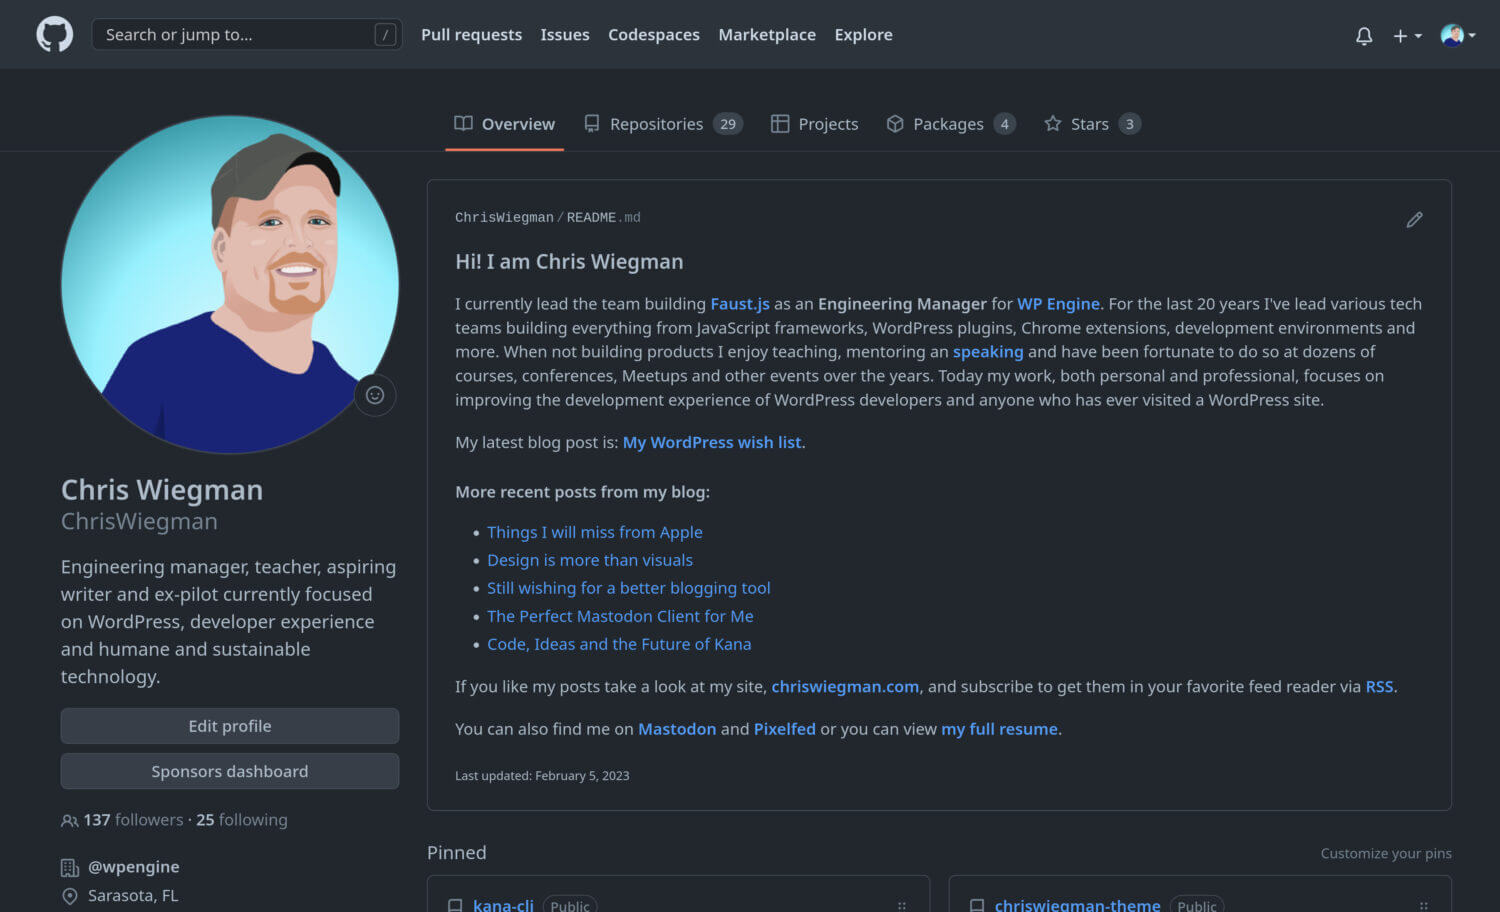 Search or jump to...
/
Pull requests
Issues
Codespaces
Marketplace
Explore
Overview
Repositories 29
Projects
Packages 4
Stars 3
Chris Wiegman
ChrisWiegman
Engineering manager, teacher, aspiring
writer and ex-pilot currently focused
on WordPress, developer experience
and humane and sustainable
technology.
Edit profile
Sponsors dashboard
137 followers · 25 following
@wpengine
Sarasota, FL
ChrisWiegman/README.md
Hi! I am Chris Wiegman
I currently lead the team building Faust.js as an Engineering Manager for WP Engine. For the last 20 years I've lead various tech
teams building everything from JavaScript frameworks, WordPress plugins, Chrome extensions, development environments and
more. When not building products I enjoy teaching, mentoring an speaking and have been fortunate to do so at dozens of
courses, conferences, Meetups and other events over the years. Today my work, both personal and professional, focuses on
improving the development experience of WordPress developers and anyone who has ever visited a WordPress site.
My latest blog post is: My WordPress wish list.
More recent posts from my blog:
• Things I will miss from Apple
• Design is more than visuals
• Still wishing for a better blogging tool
• The Perfect Mastodon Client for Me
• Code, Ideas and the Future of Kana
If you like my posts take a look at my site, chriswiegman.com, and subscribe to get them in your favorite feed reader via RSS.
You can also find me on Mastodon and Pixelfed or you can view my full resume.
Last updated: February 5, 2023
Pinned
Customize your pins
kana-cli Public
chriswiegman-theme Public